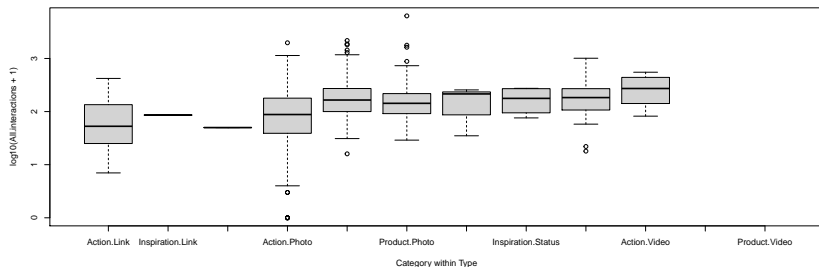 3
2
1
0
log10(All.interactions + 1)
Action.Link
Inspiration.Link
Action.Photo
Product.Photo
Inspiration.Status
Action.Video
Product.Video
Category within Type